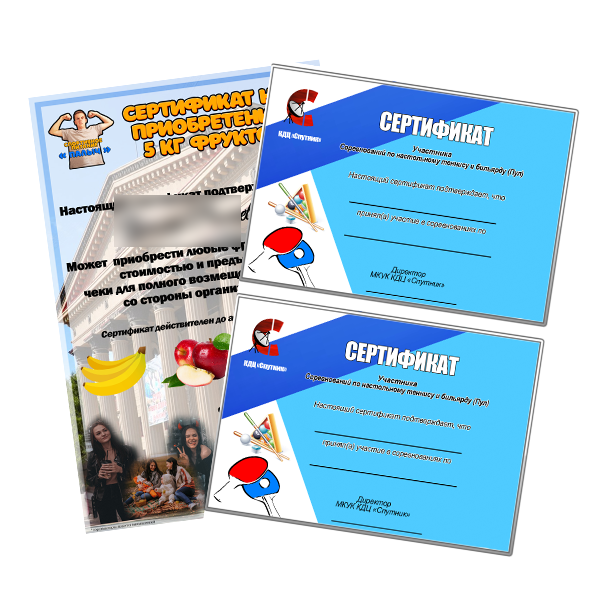 СЕРТИФИКАТ Н
ПРИОБРЕТЕНИ
5 КГ ФРУКТО
Настоящ
кат подтверж
Может приобрести любые ф
стоимостью и предъ
чеки для полного возмещ
со стороны органи
Сертификат действителен до а
КДЦ «Спутник»
СЕРТИФИКАТ
Участника
Соревнований по настольному теннису и бильярду (Пул)
Настоящий сертификат подтверждает, что
принял(а) участие в соревнованиях по
Директор
МКУК КДЦ «Спутник»
КДЦ «Спутник»
СЕРТИФИКАТ
Участника
Соревнований по настольному теннису и бильярду (Пул)
Настоящий сертификат подтверждает, что
принял(а) участие в соревнованиях по
Директор
МКУК КДЦ «Спутник»